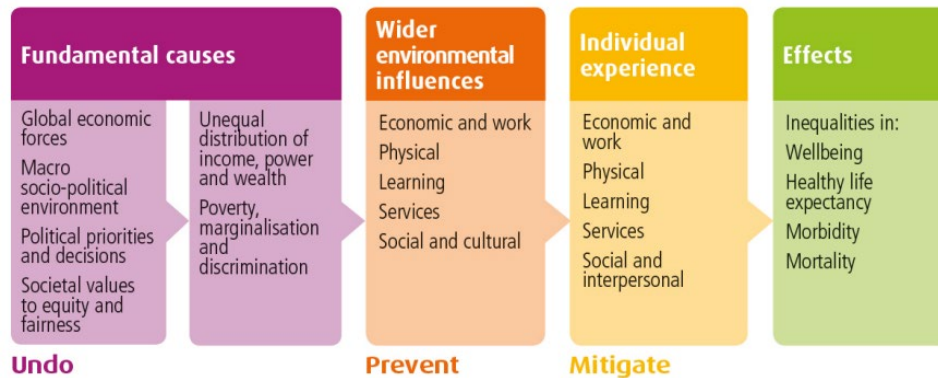 Fundamental causes
Global economic
forces
Macro
socio-political
environment
Political priorities
and decisions
Societal values
to equity and
fairness
Unequal
distribution of
income, power
and wealth
Poverty,
marginalisation
and
discrimination
Undo
Wider
environmental
influences
Economic and work
Physical
Learning
Services
Social and cultural
Prevent
Individual
experience
Economic and
work
Physical
Learning
Services
Social and
interpersonal
Mitigate
Effects
Inequalities in:
Wellbeing
Healthy life
expectancy
Morbidity
Mortality